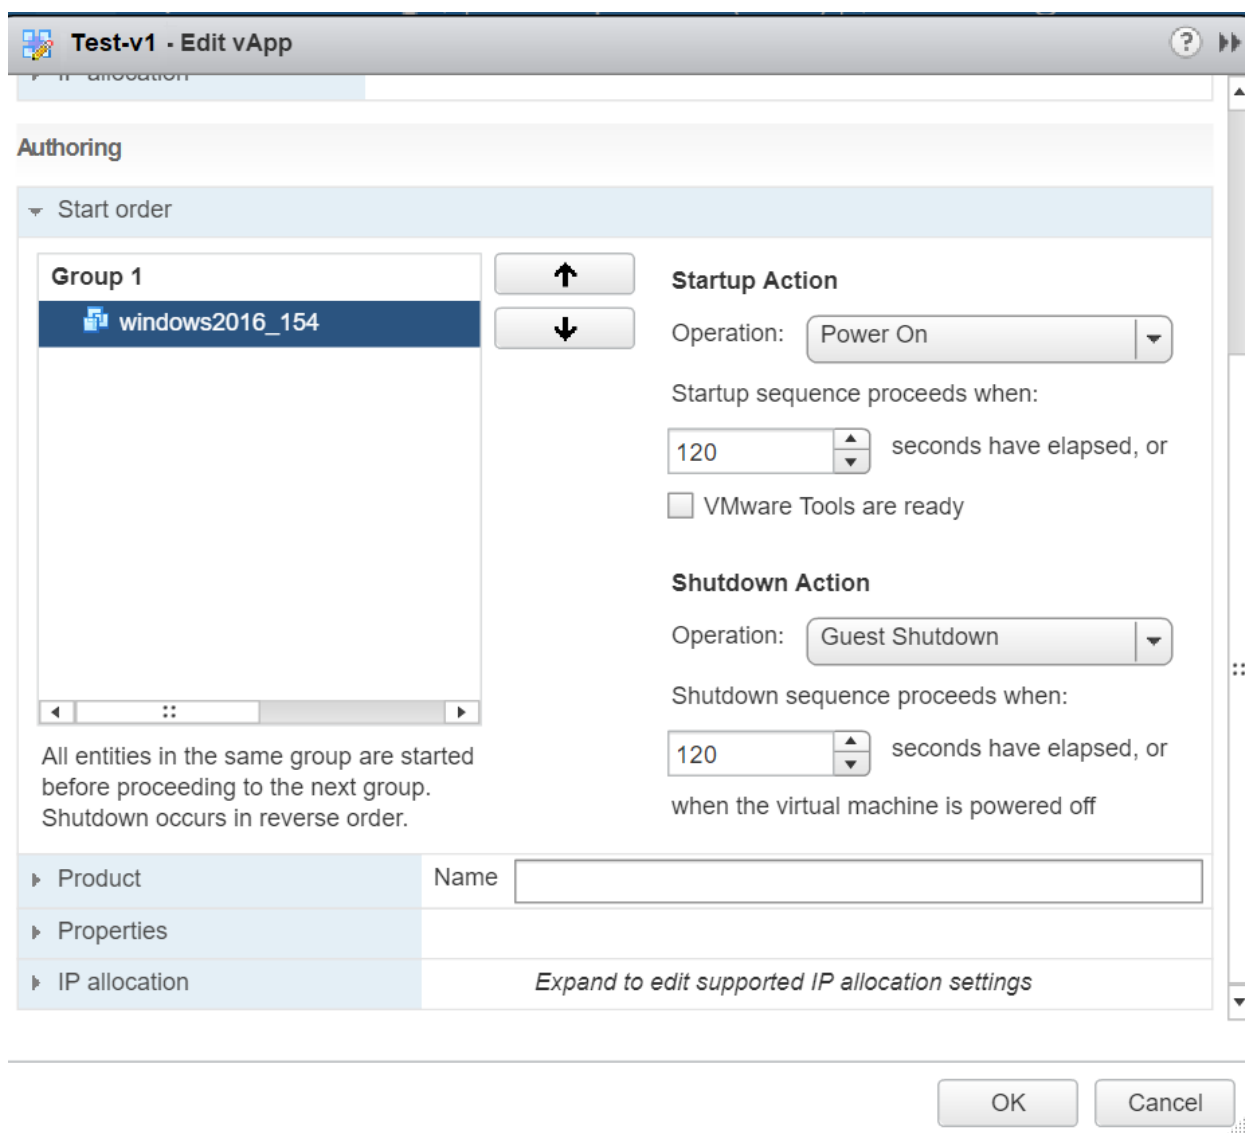 Test-v1 - Edit vApp
?
IP allocation
Authoring
Start order
Group 1
windows2016_154
Startup Action
Operation: Power On
Startup sequence proceeds when:
120 seconds have elapsed, or
VMware Tools are ready
Shutdown Action
Operation: Guest Shutdown
Shutdown sequence proceeds when:
120 seconds have elapsed, or
when the virtual machine is powered off
All entities in the same group are started
before proceeding to the next group.
Shutdown occurs in reverse order.
Product Name
Properties
IP allocation Expand to edit supported IP allocation settings
OK Cancel